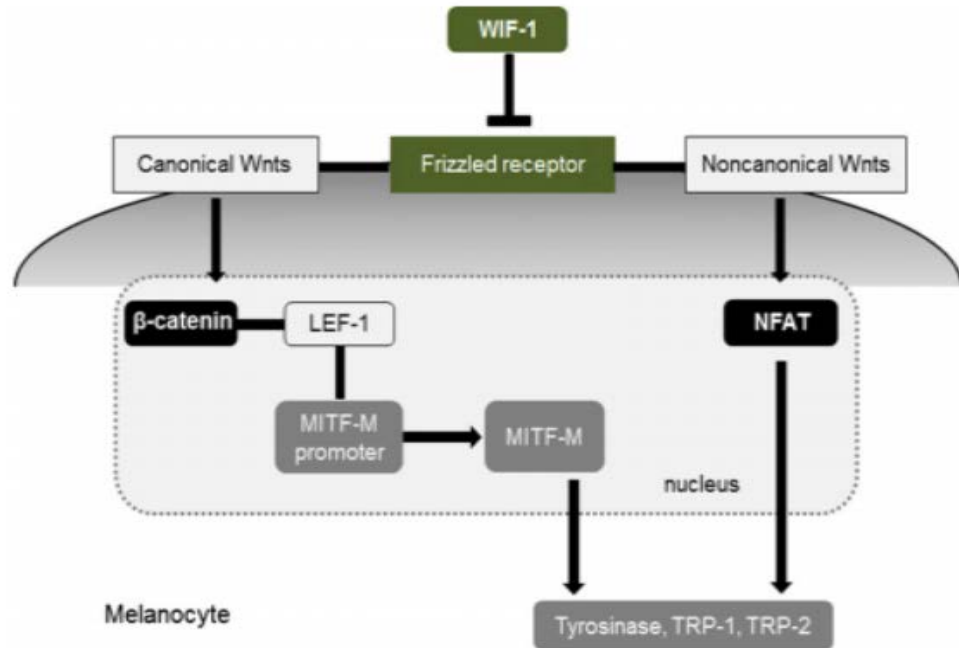 WIF-1
Canonical Wnts
Frizzled receptor
Noncanonical Wnts
β-catenin
LEF-1
NFAT
MITF-M
promoter
MITF-M
nucleus
Melanocyte
Tyrosinase, TRP-1, TRP-2